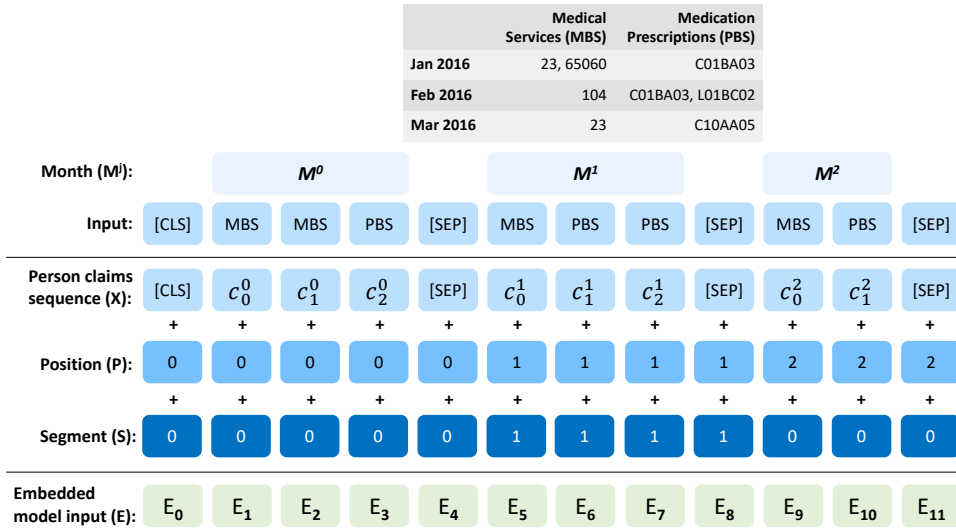 Medical Medication
Services (MBS) Prescriptions (PBS)
Jan 2016 23, 65060 C01BA03
Feb 2016 104 C01BA03, L01BC02
Mar 2016 23 C10AA05
Month (Mʲ): M⁰ M¹ M²
Input: [CLS] MBS MBS PBS [SEP] MBS PBS PBS [SEP] MBS PBS [SEP]
Person claims
sequence (X): [CLS] c₀⁰ c₁⁰ c₂⁰ [SEP] c₀¹ c₁¹ c₂¹ [SEP] c₀² c₁² [SEP]
+ + + + + + + + + + + +
Position (P): 0 0 0 0 0 1 1 1 1 2 2 2
+ + + + + + + + + + + +
Segment (S): 0 0 0 0 0 1 1 1 1 0 0 0
Embedded
model input (E): E₀ E₁ E₂ E₃ E₄ E₅ E₆ E₇ E₈ E₉ E₁₀ E₁₁